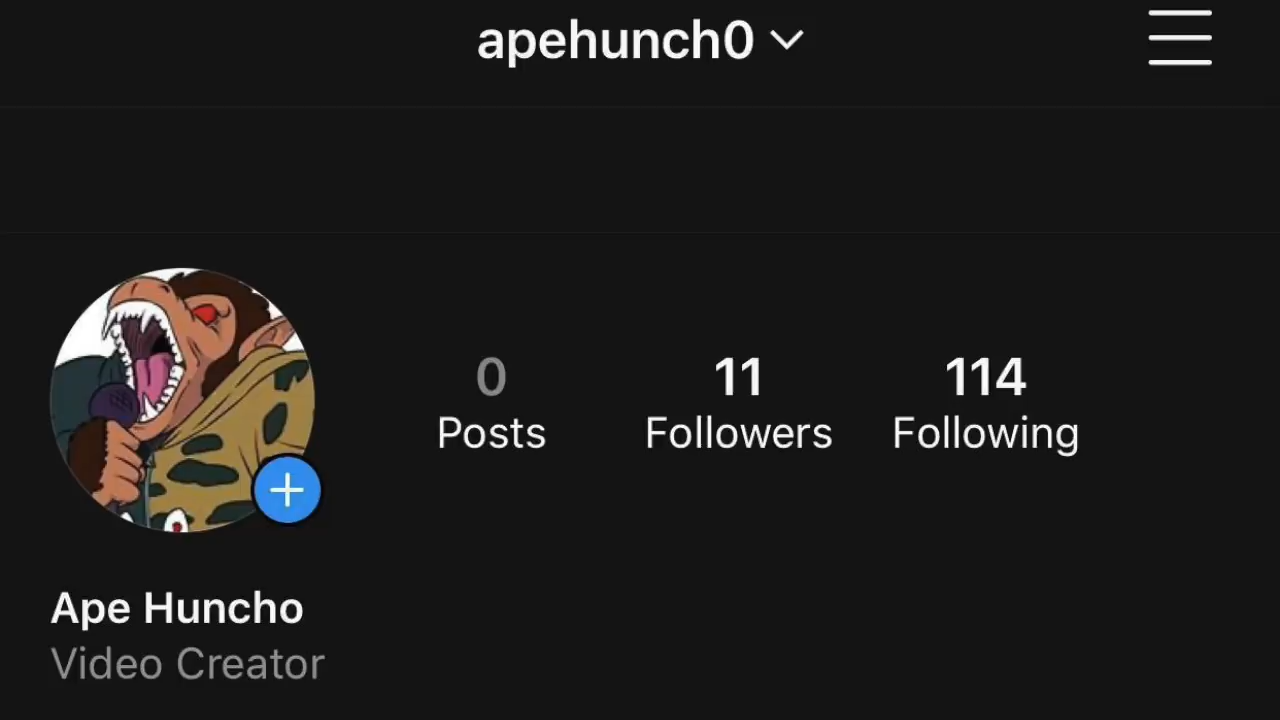 apehunch0
0 11 114
Posts Followers Following
Ape Huncho
Video Creator